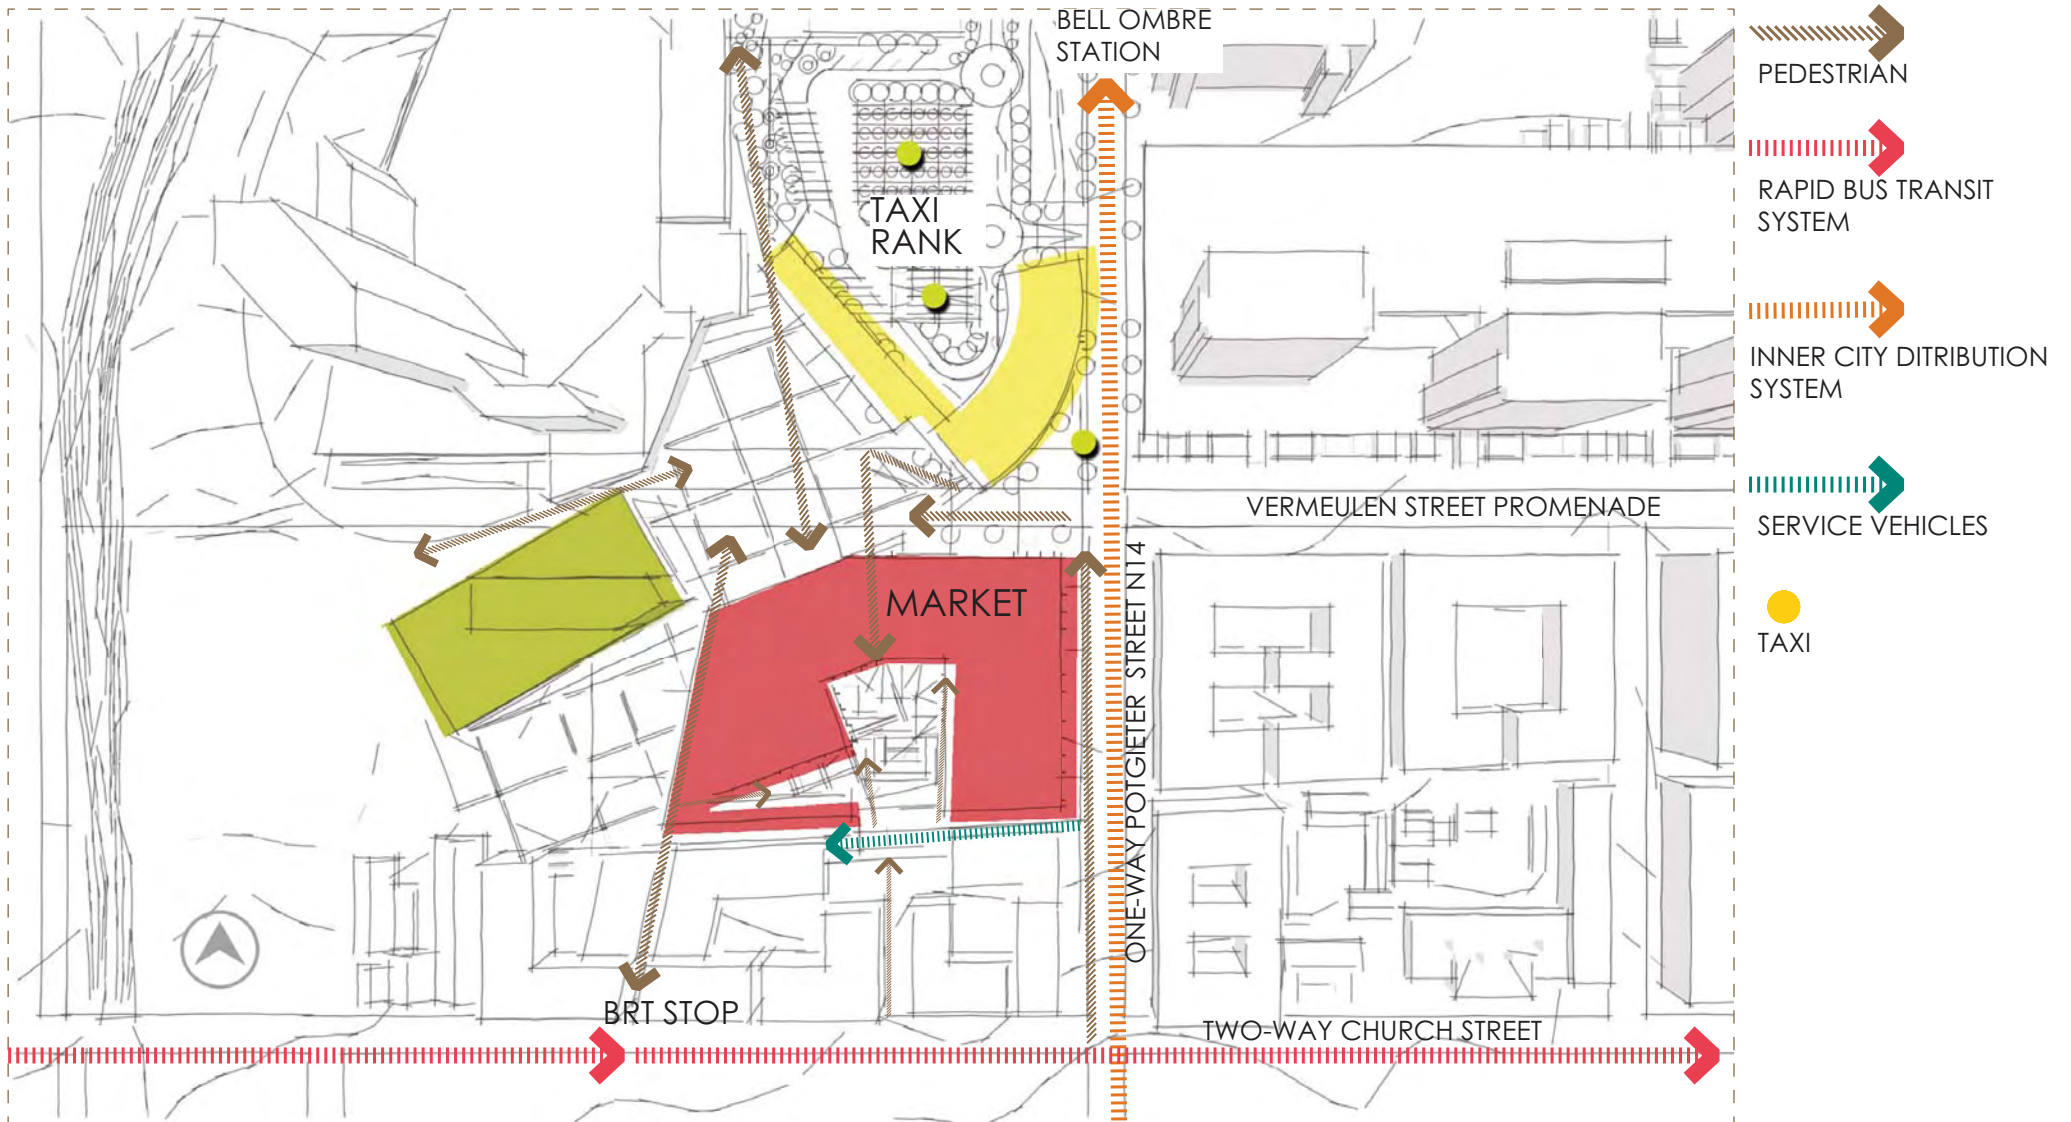 BELL OMBRE
STATION
TAXI
RANK
VERMEULEN STREET PROMENADE
MARKET
ONE-WAY POTGIETER STREET N14
BRT STOP
TWO-WAY CHURCH STREET
PEDESTRIAN
RAPID BUS TRANSIT
SYSTEM
INNER CITY DITRIBUTION
SYSTEM
SERVICE VEHICLES
TAXI